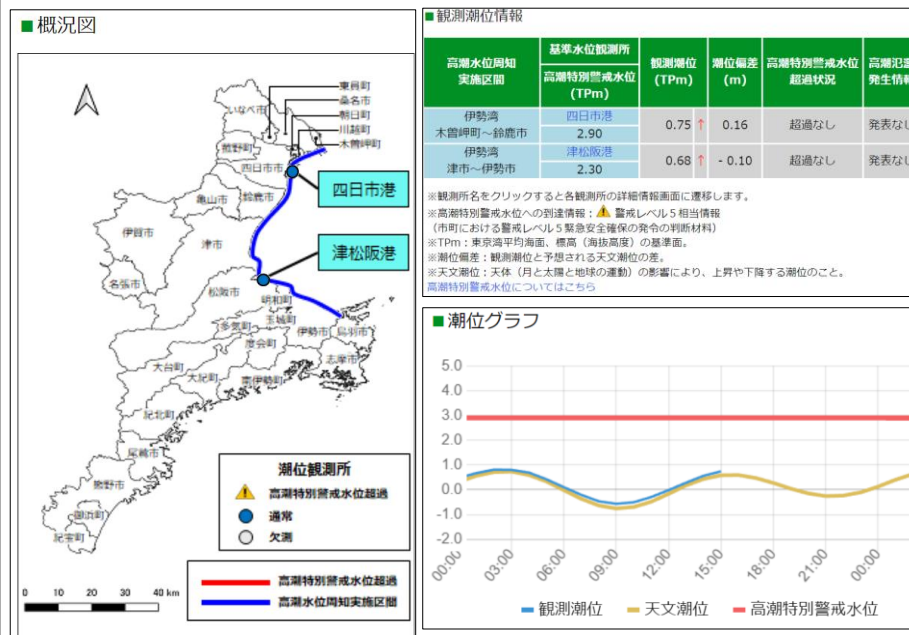 ■概況図
東員町
桑名市
朝日町
川越町
木曽岬町
いなべ市
菰野町
四日市市
四日市港
亀山市
鈴鹿市
伊賀市
津市
津松阪港
名張市
松阪市
明和町
玉城町
多気町
伊勢市
鳥羽市
度会町
志摩市
大台町
大紀町
南伊勢町
紀北町
尾鷲市
熊野市
御浜町
紀宝町
潮位観測所
高潮特別警戒水位超過
通常
欠測
高潮特別警戒水位超過
高潮水位周知実施区間
0 10 20 30 40 km
■観測潮位情報
高潮水位周知
実施区間
基準水位観測所
高潮特別警戒水位
(TPm)
観測潮位
(TPm)
潮位偏差
(m)
高潮特別警戒水位
超過状況
高潮氾
発生情
伊勢湾
木曽岬町~鈴鹿市
四日市港
2.90
0.75 ↑
0.16
超過なし
発表な
伊勢湾
津市~伊勢市
津松阪港
2.30
0.68 ↑
- 0.10
超過なし
発表な
※観測所名をクリックすると各観測所の詳細情報画面に遷移します。
※高潮特別警戒水位への到達情報:⚠ 警戒レベル5相当情報
(市町における警戒レベル5緊急安全確保の発令の判断材料)
※TPm:東京湾平均海面、標高(海抜高度)の基準面。
※潮位偏差:観測潮位と予想される天文潮位の差。
※天文潮位:天体(月と太陽と地球の運動)の影響により、上昇や下降する潮位のこと。
高潮特別警戒水位についてはこちら
■潮位グラフ
5.0
4.0
3.0
2.0
1.0
0.0
-1.0
-2.0
00:00 03:00 06:00 09:00 12:00 15:00 18:00 21:00 00:00
観測潮位 天文潮位 高潮特別警戒水位